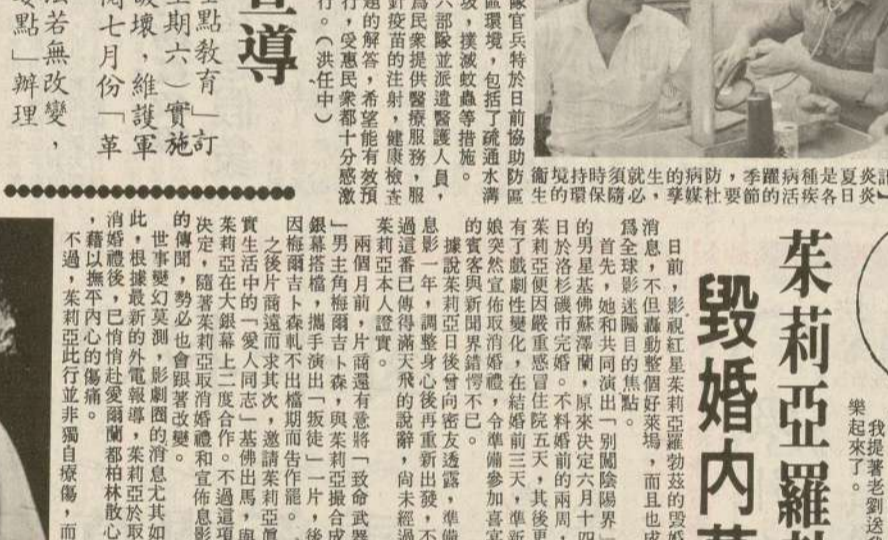 炎炎
夏日
是各
種疾
病活
躍的
季節
，要
防杜
病媒
的孳
生，
就必
須隨
時保
持環
境的
衛生
隊官兵特於日前協助防區
區環境，包括了疏通水溝
圾，撲滅蚊蟲等措施。
六部隊並派遣醫護人員，
為民衆提供醫療服務，服
針疫苗的注射，健康檢查
題的解答，希望能有效預
行，受惠民衆都十分感激
行。（洪任中）
宣導
點教育」訂
星期六）實施
破壞，維護軍
同七月份「革
法若無改變，
點」辦理
我提著老劉送我
樂起來了。
茱莉亞羅
毀婚內
日前，影視紅星茱莉亞羅勃茲的毀婚
消息，不但轟動整個好萊塢，而且也成
爲全球影迷矚目的焦點。
首先，她和共同演出「別闖陰陽界」
的男星基佛蘇澤蘭，原來決定六月十四
日於洛杉磯市完婚。不料婚前的兩周，
茱莉亞便因嚴重感冒住院五天，其後更
有了戲劇性變化，在結婚前三天，準新
娘突然宣佈取消婚禮，令準備參加喜宴
的賓客與新聞界錯愕不已。
據說茱莉亞日後曾向密友透露，準備
息影一年，調整身心後再重新出發，不
過這番已傳得滿天飛的說辭，尚未經過
茱莉亞本人證實。
兩個月前，片商還有意將「致命武器
」男主角梅爾吉卜森，與茱莉亞撮合成
銀幕搭檔，攜手演出「叛徒」一片，後
因梅爾吉卜森軋不出檔期而告作罷。
之後片商遠而求其次，邀請茱莉亞眞
實生活中的「愛人同志」基佛出馬，與
茱莉亞在大銀幕上二度合作。不過這項
決定，隨著茱莉亞取消婚禮和宣佈息影
的傳聞，勢必也會跟著改變。
世事變幻莫測，影劇圈的消息尤其如
此，根據最新的外電報導，茱莉亞於取
消婚禮後，已悄悄赴愛爾蘭都柏林散心
，藉以撫平內心的傷痛。
不過，茱莉亞此行並非獨自療傷，而